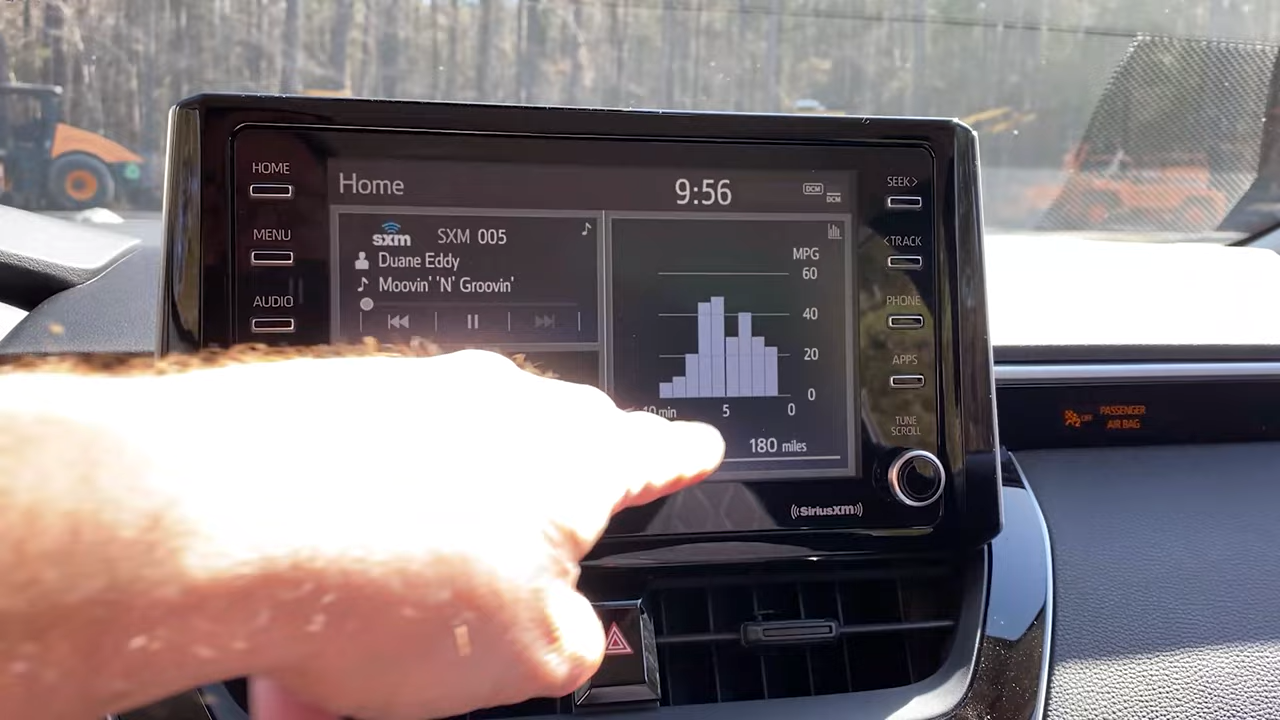 HOME
MENU
AUDIO
Home
9:56
DCM
DCM
sxm
SXM 005
Duane Eddy
Moovin' 'N' Groovin'
MPG
60
40
20
0
10 min
5
0
180 miles
SEEK>
<TRACK
PHONE
APPS
TUNE
SCROLL
((SiriusXM))
OFF
PASSENGER
AIR BAG